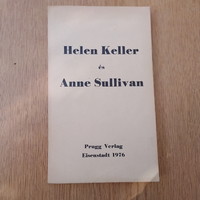 Helen Keller
és
Anne Sullivan
Prugg Verlag
Eisenstadt 1976